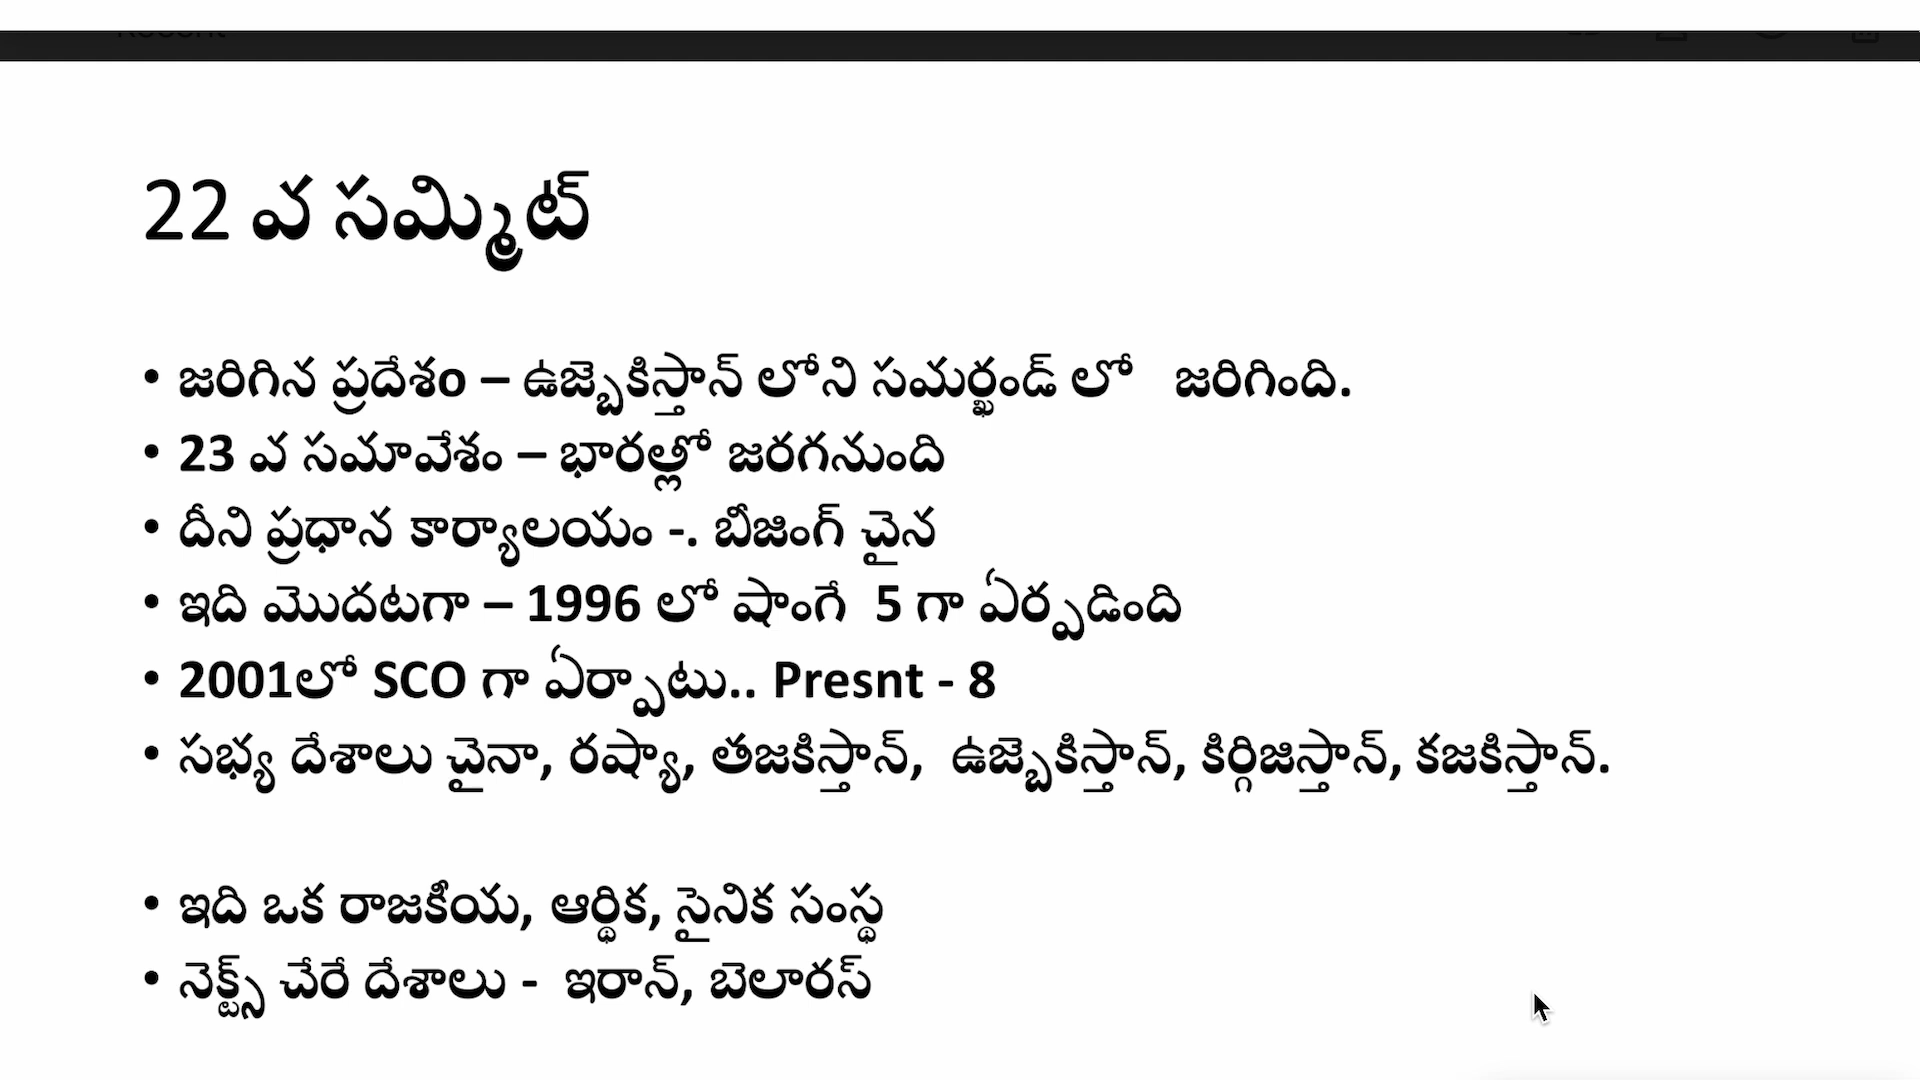 22 వ సమ్మిట్
• జరిగిన ప్రదేశం – ఉజ్బెకిస్తాన్ లోని సమర్ఖండ్ లో జరిగింది.
• 23 వ సమావేశం – భారత్లో జరగనుంది
• దీని ప్రధాన కార్యాలయం -. బీజింగ్ చైన
• ఇది మొదటగా – 1996 లో షాంగే 5 గా ఏర్పడింది
• 2001లో SCO గా ఏర్పాటు.. Presnt - 8
• సభ్య దేశాలు చైనా, రష్యా, తజకిస్తాన్, ఉజ్బెకిస్తాన్, కిర్గిజిస్తాన్, కజకిస్తాన్.
• ఇది ఒక రాజకీయ, ఆర్థిక, సైనిక సంస్థ
• నెక్ట్స్ చేరే దేశాలు - ఇరాన్, బెలారస్